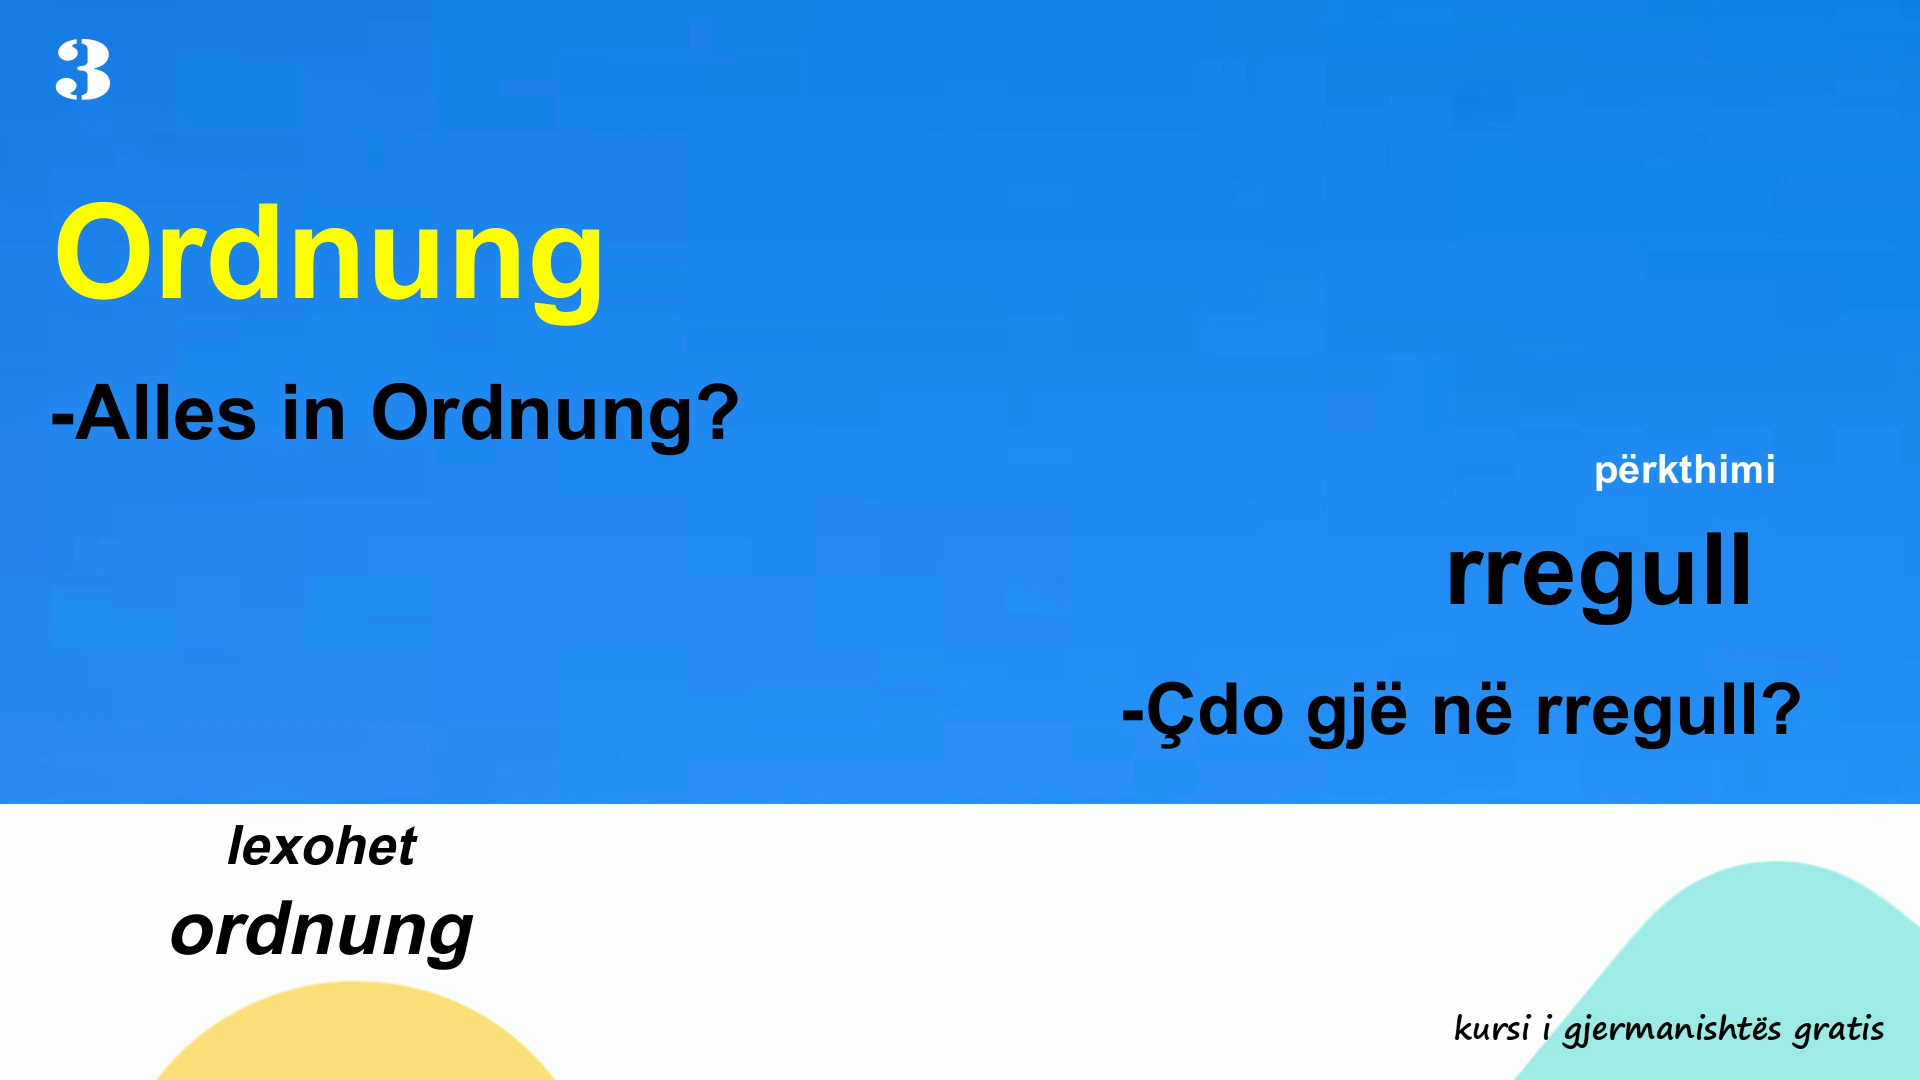 3
Ordnung
-Alles in Ordnung?
përkthimi
rregull
-Çdo gjë në rregull?
lexohet
ordnung
kursi i gjermanishtës gratis